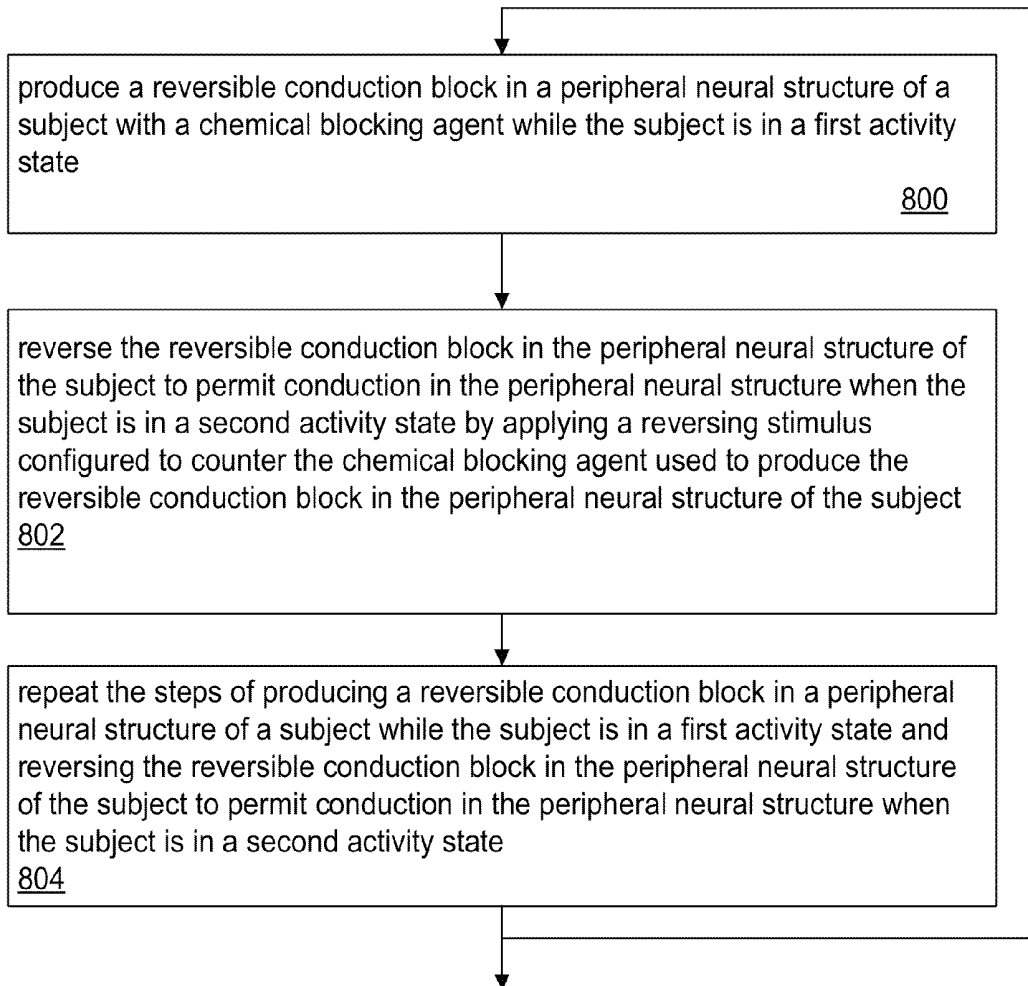 produce a reversible conduction block in a peripheral neural structure of a
subject with a chemical blocking agent while the subject is in a first activity
state
800
reverse the reversible conduction block in the peripheral neural structure of
the subject to permit conduction in the peripheral neural structure when the
subject is in a second activity state by applying a reversing stimulus
configured to counter the chemical blocking agent used to produce the
reversible conduction block in the peripheral neural structure of the subject
802
repeat the steps of producing a reversible conduction block in a peripheral
neural structure of a subject while the subject is in a first activity state and
reversing the reversible conduction block in the peripheral neural structure
of the subject to permit conduction in the peripheral neural structure when
the subject is in a second activity state
804